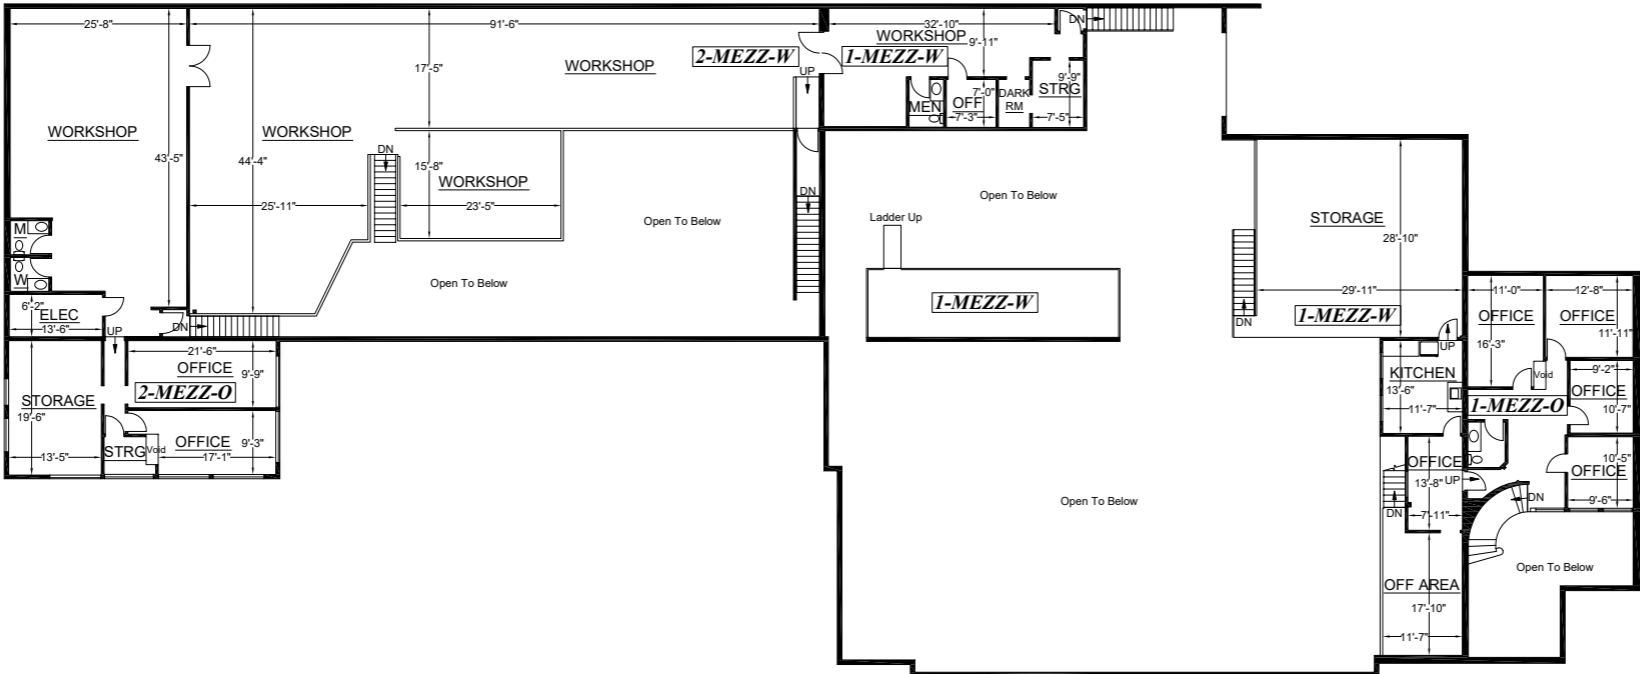 25'-8"
91'-6"
32'-10"
DN
WORKSHOP
9'-11"
2-MEZZ-W
1-MEZZ-W
17'-5"
WORKSHOP
UP
9'-9"
STRG
7'-0"
DARK
RM
MEN
OFF
7'-3"
7'-5"
WORKSHOP
WORKSHOP
43'-5"
44'-4"
DN
15'-8"
WORKSHOP
25'-11"
23'-5"
DN
Open To Below
Open To Below
Open To Below
Ladder Up
STORAGE
28'-10"
M
W
6'-2"
ELEC
13'-6"
UP
DN
1-MEZZ-W
29'-11"
1-MEZZ-W
DN
UP
11'-0"
OFFICE
16'-3"
12'-8"
OFFICE
11'-11"
21'-6"
OFFICE
9'-9"
2-MEZZ-O
STORAGE
19'-6"
13'-5"
STRG
Void
OFFICE
9'-3"
17'-1"
KITCHEN
13'-6"
11'-7"
Void
9'-2"
OFFICE
10'-7"
1-MEZZ-O
OFFICE
13'-8"
UP
7'-11"
DN
10'-5"
OFFICE
9'-6"
DN
Open To Below
Open To Below
OFF AREA
17'-10"
11'-7"